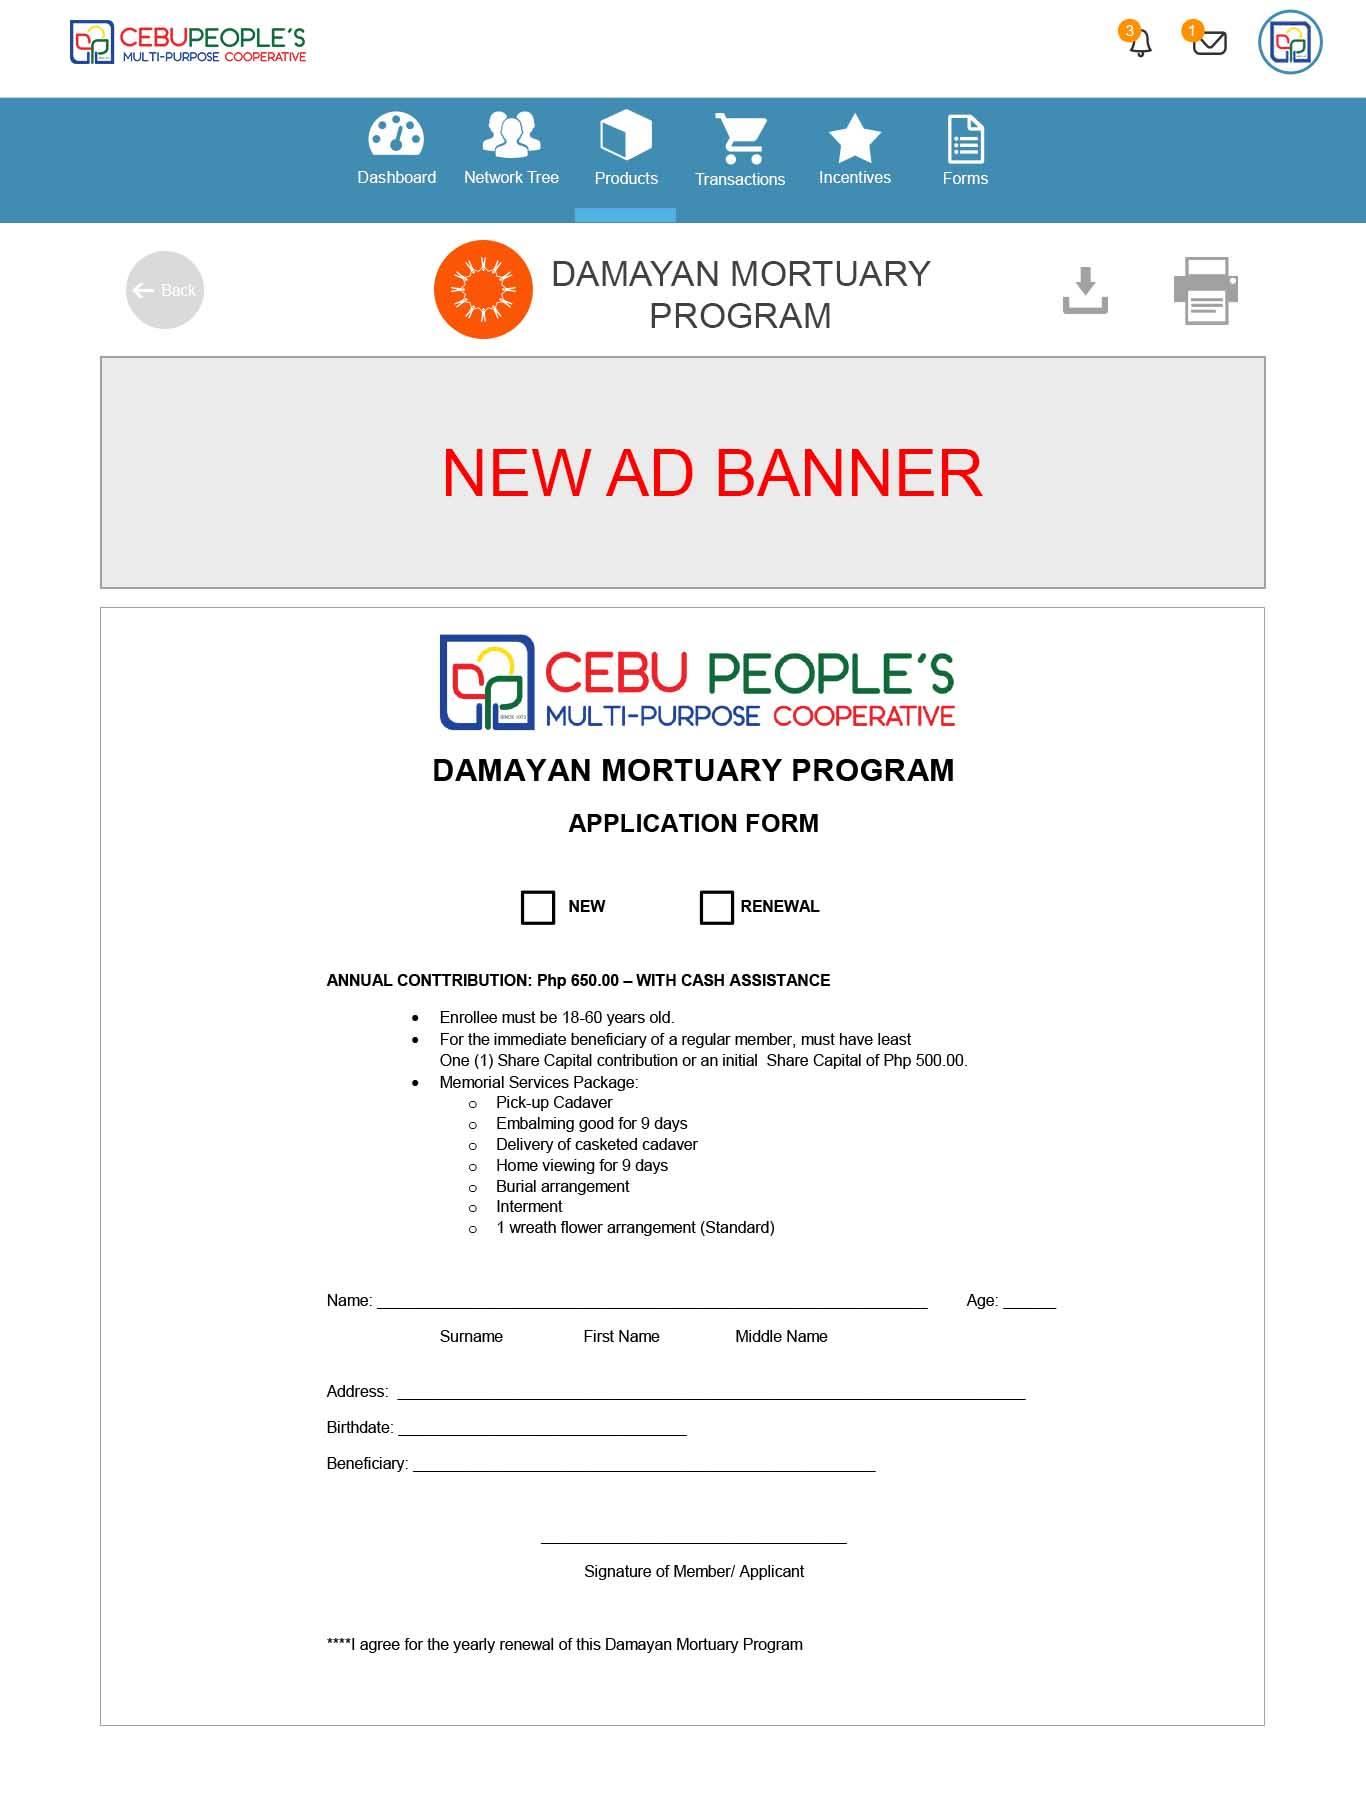 CEBUPEOPLE'S
MULTI-PURPOSE COOPERATIVE
3
1
Dashboard
Network Tree
Products
Transactions
Incentives
Forms
Back
DAMAYAN MORTUARY
PROGRAM
NEW AD BANNER
CEBU PEOPLE'S
MULTI-PURPOSE COOPERATIVE
SINCE 1972
DAMAYAN MORTUARY PROGRAM
APPLICATION FORM
NEW RENEWAL
ANNUAL CONTTRIBUTION: Php 650.00 – WITH CASH ASSISTANCE
• Enrollee must be 18-60 years old.
• For the immediate beneficiary of a regular member, must have least
One (1) Share Capital contribution or an initial Share Capital of Php 500.00.
• Memorial Services Package:
o Pick-up Cadaver
o Embalming good for 9 days
o Delivery of casketed cadaver
o Home viewing for 9 days
o Burial arrangement
o Interment
o 1 wreath flower arrangement (Standard)
Name: ____________________ Age: ______
Surname First Name Middle Name
Address: ____________________
Birthdate: ____________________
Beneficiary: ____________________
Signature of Member/ Applicant
****I agree for the yearly renewal of this Damayan Mortuary Program